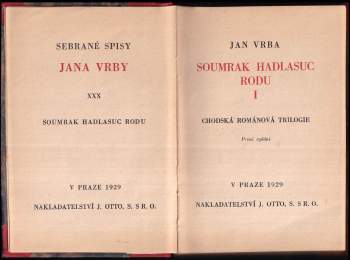 SEBRANÉ SPISY
JANA VRBY
XXX
SOUMRAK HADLASUC RODU
V PRAZE 1929
NAKLADATELSTVÍ J. OTTO, S. S R. O.
JAN VRBA
SOUMRAK HADLASUC
RODU
I
CHODSKÁ ROMÁNOVÁ TRILOGIE
První vydání
V PRAZE 1929
NAKLADATELSTVÍ J. OTTO, S. S R. O.